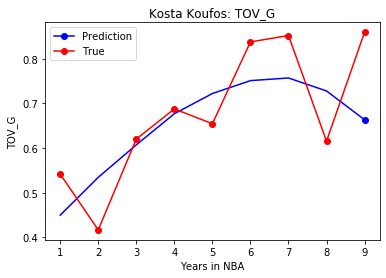 Kosta Koufos: TOV_G
Prediction
True
0.8
0.7
0.6
0.5
0.4
TOV_G
1 2 3 4 5 6 7 8 9
Years in NBA